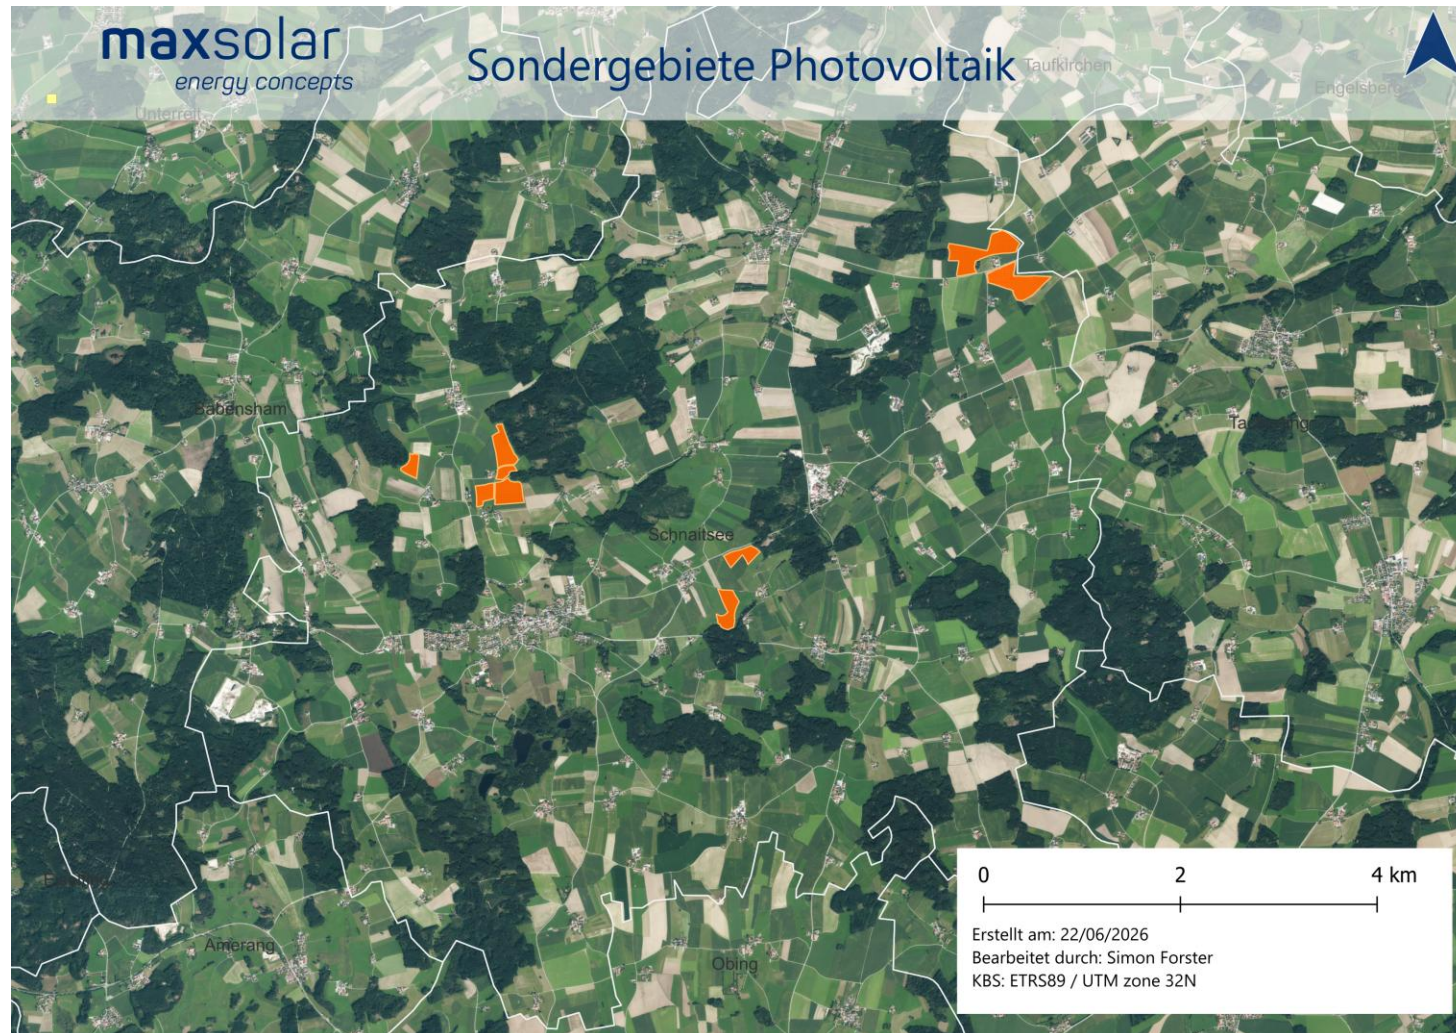 maxsolar
energy concepts
Sondergebiete Photovoltaik
Taufkirchen
Engelsberg
Unterreit
Babensham
Schnaitsee
Amerang
Obing
0 2 4 km
Erstellt am: 22/06/2026
Bearbeitet durch: Simon Forster
KBS: ETRS89 / UTM zone 32N